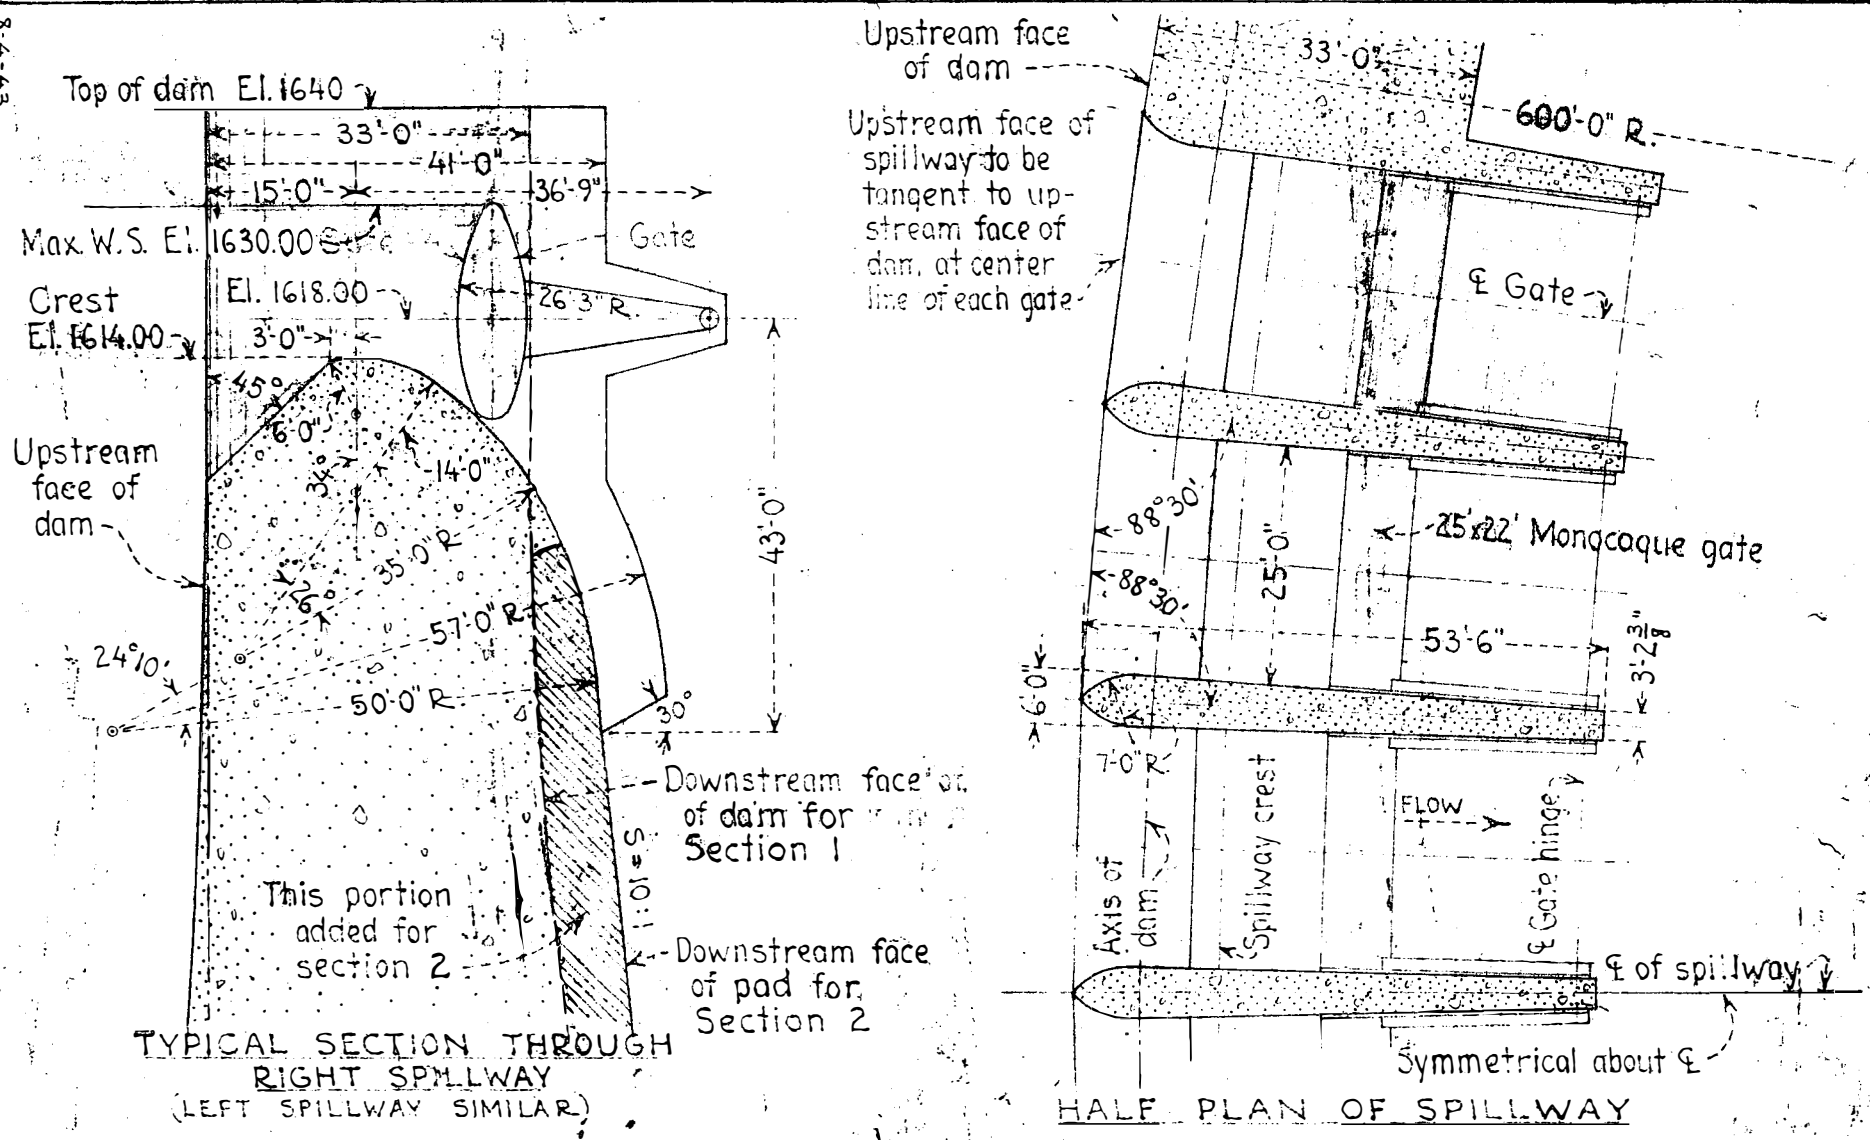 8-4-43
Top of dam El. 1640
33'-0"
41'-0"
15'-0"
36'-9"
Max. W.S. El. 1630.00
Gate
Crest
El. 1614.00
El. 1618.00
26'3" R.
3'-0"
45°
6'-0"
34°
14'-0"
Upstream
face of
dam
26°
35'-0" R.
57'-0" R.
43'-0"
24°10'
50'-0" R.
30°
Downstream face of
of dam for
Section 1
S=10:1
This portion
added for
section 2
Downstream face
of pad for
Section 2
TYPICAL SECTION THROUGH
RIGHT SPILLWAY
(LEFT SPILLWAY SIMILAR)
Upstream face
of dam
33'-0"
600'-0" R.
Upstream face of
spillway to be
tangent to up-
stream face of
dam, at center
line of each gate
℄ Gate
88°30'
88°30'
25'-0"
25'x22' Monocaque gate
53'-6"
3'-2⅜"
6'-0"
7'-0" R.
Axis of
dam
Spillway crest
FLOW
℄ Gate hinge
℄ of spillway
Symmetrical about ℄
HALF PLAN OF SPILLWAY